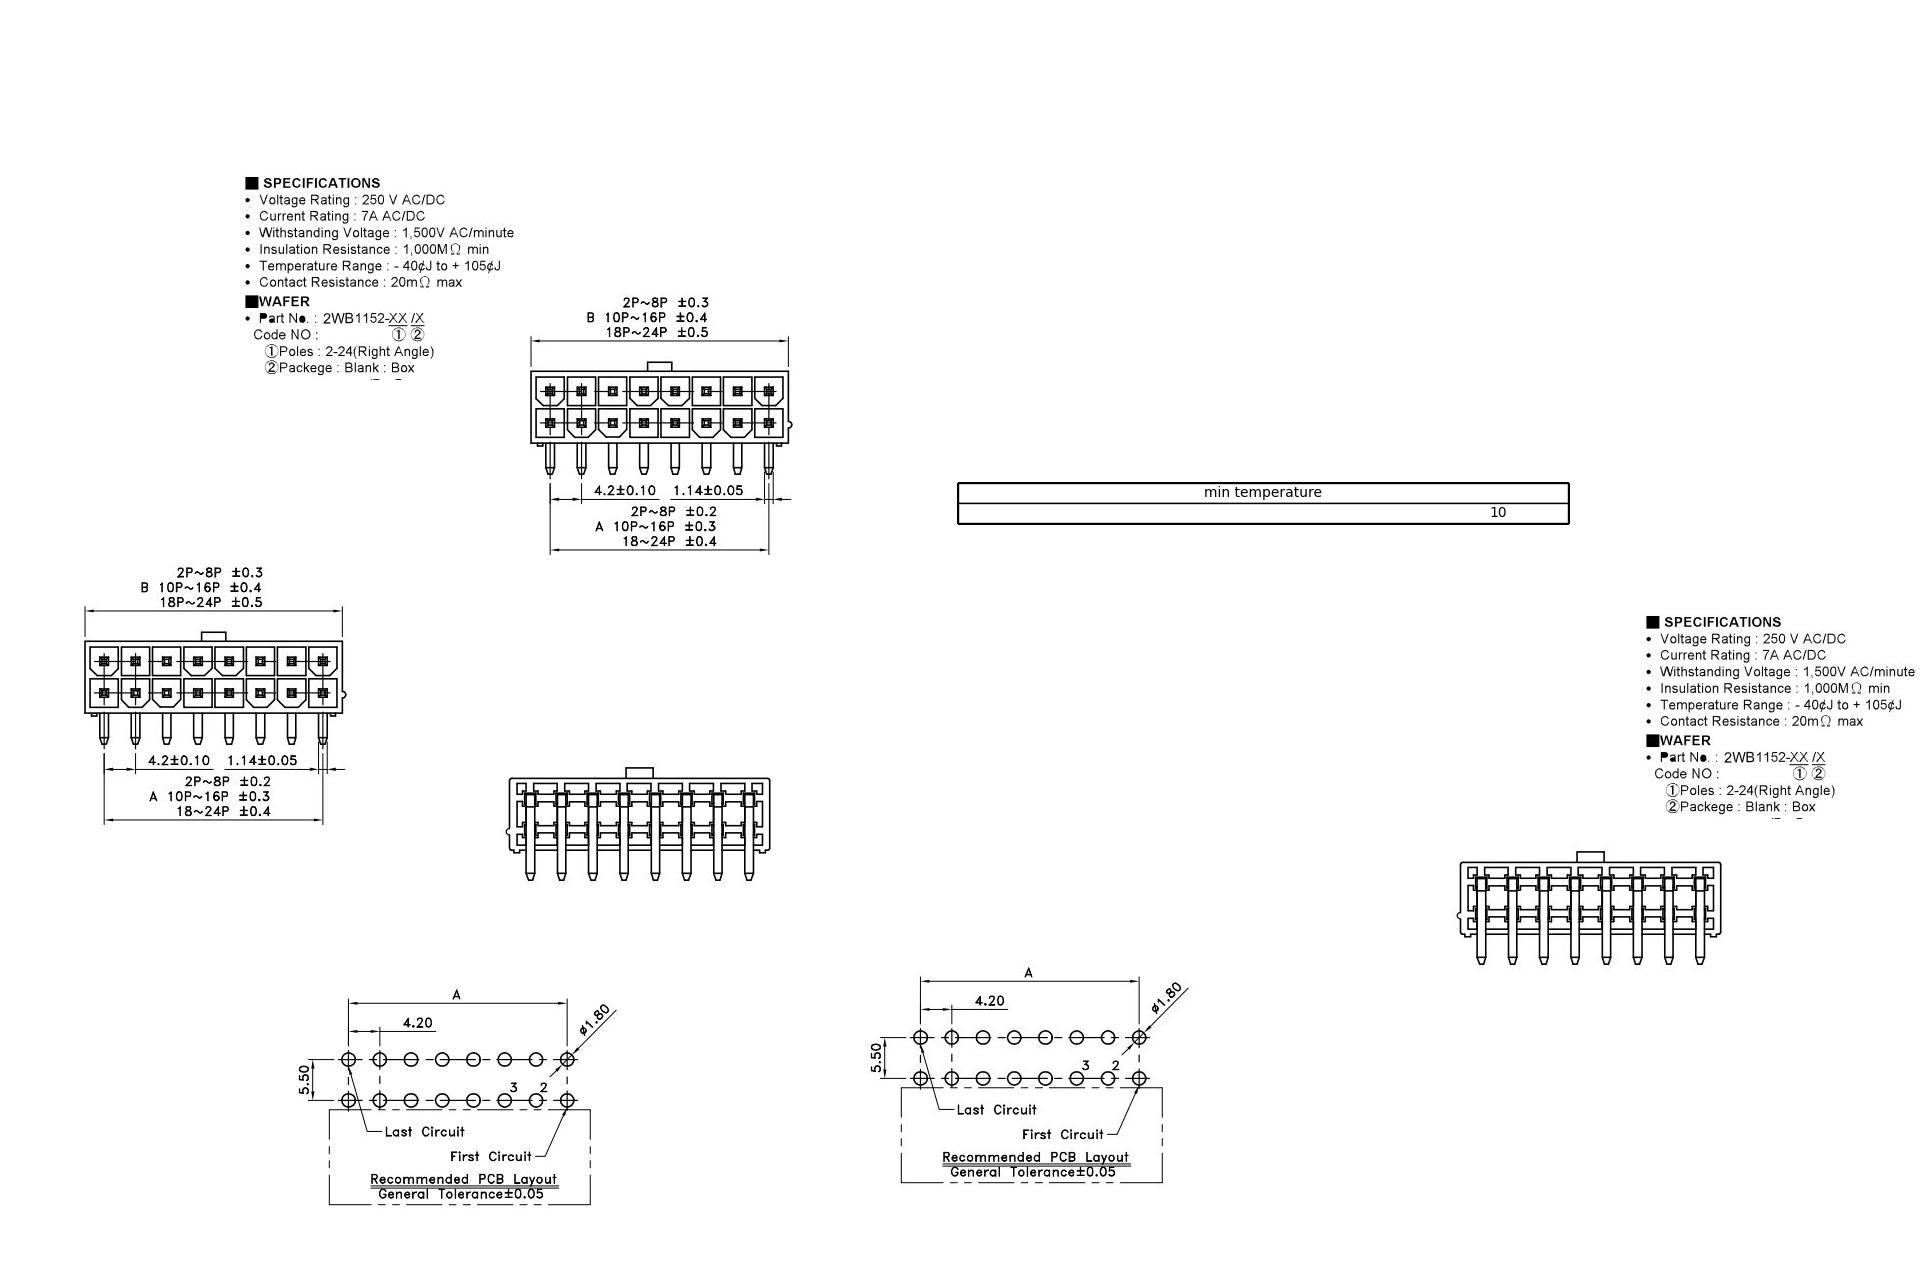 ■ SPECIFICATIONS
• Voltage Rating : 250 V AC/DC
• Current Rating : 7A AC/DC
• Withstanding Voltage : 1,500V AC/minute
• Insulation Resistance : 1,000MΩ min
• Temperature Range : - 40¢J to + 105¢J
• Contact Resistance : 20mΩ max
■WAFER
• Part No. : 2WB1152-XX /X
Code NO : ① ②
①Poles : 2-24(Right Angle)
②Packege : Blank : Box
2P~8P ±0.3
B 10P~16P ±0.4
18P~24P ±0.5
4.2±0.10 1.14±0.05
2P~8P ±0.2
A 10P~16P ±0.3
18~24P ±0.4
min temperature
10
2P~8P ±0.3
B 10P~16P ±0.4
18P~24P ±0.5
4.2±0.10 1.14±0.05
2P~8P ±0.2
A 10P~16P ±0.3
18~24P ±0.4
■ SPECIFICATIONS
• Voltage Rating : 250 V AC/DC
• Current Rating : 7A AC/DC
• Withstanding Voltage : 1,500V AC/minute
• Insulation Resistance : 1,000MΩ min
• Temperature Range : - 40¢J to + 105¢J
• Contact Resistance : 20mΩ max
■WAFER
• Part No. : 2WB1152-XX /X
Code NO : ① ②
①Poles : 2-24(Right Angle)
②Packege : Blank : Box
A
4.20
ø1.80
5.50
3 2
Last Circuit
First Circuit
Recommended PCB Layout
General Tolerance±0.05
A
4.20
ø1.80
5.50
3 2
Last Circuit
First Circuit
Recommended PCB Layout
General Tolerance±0.05